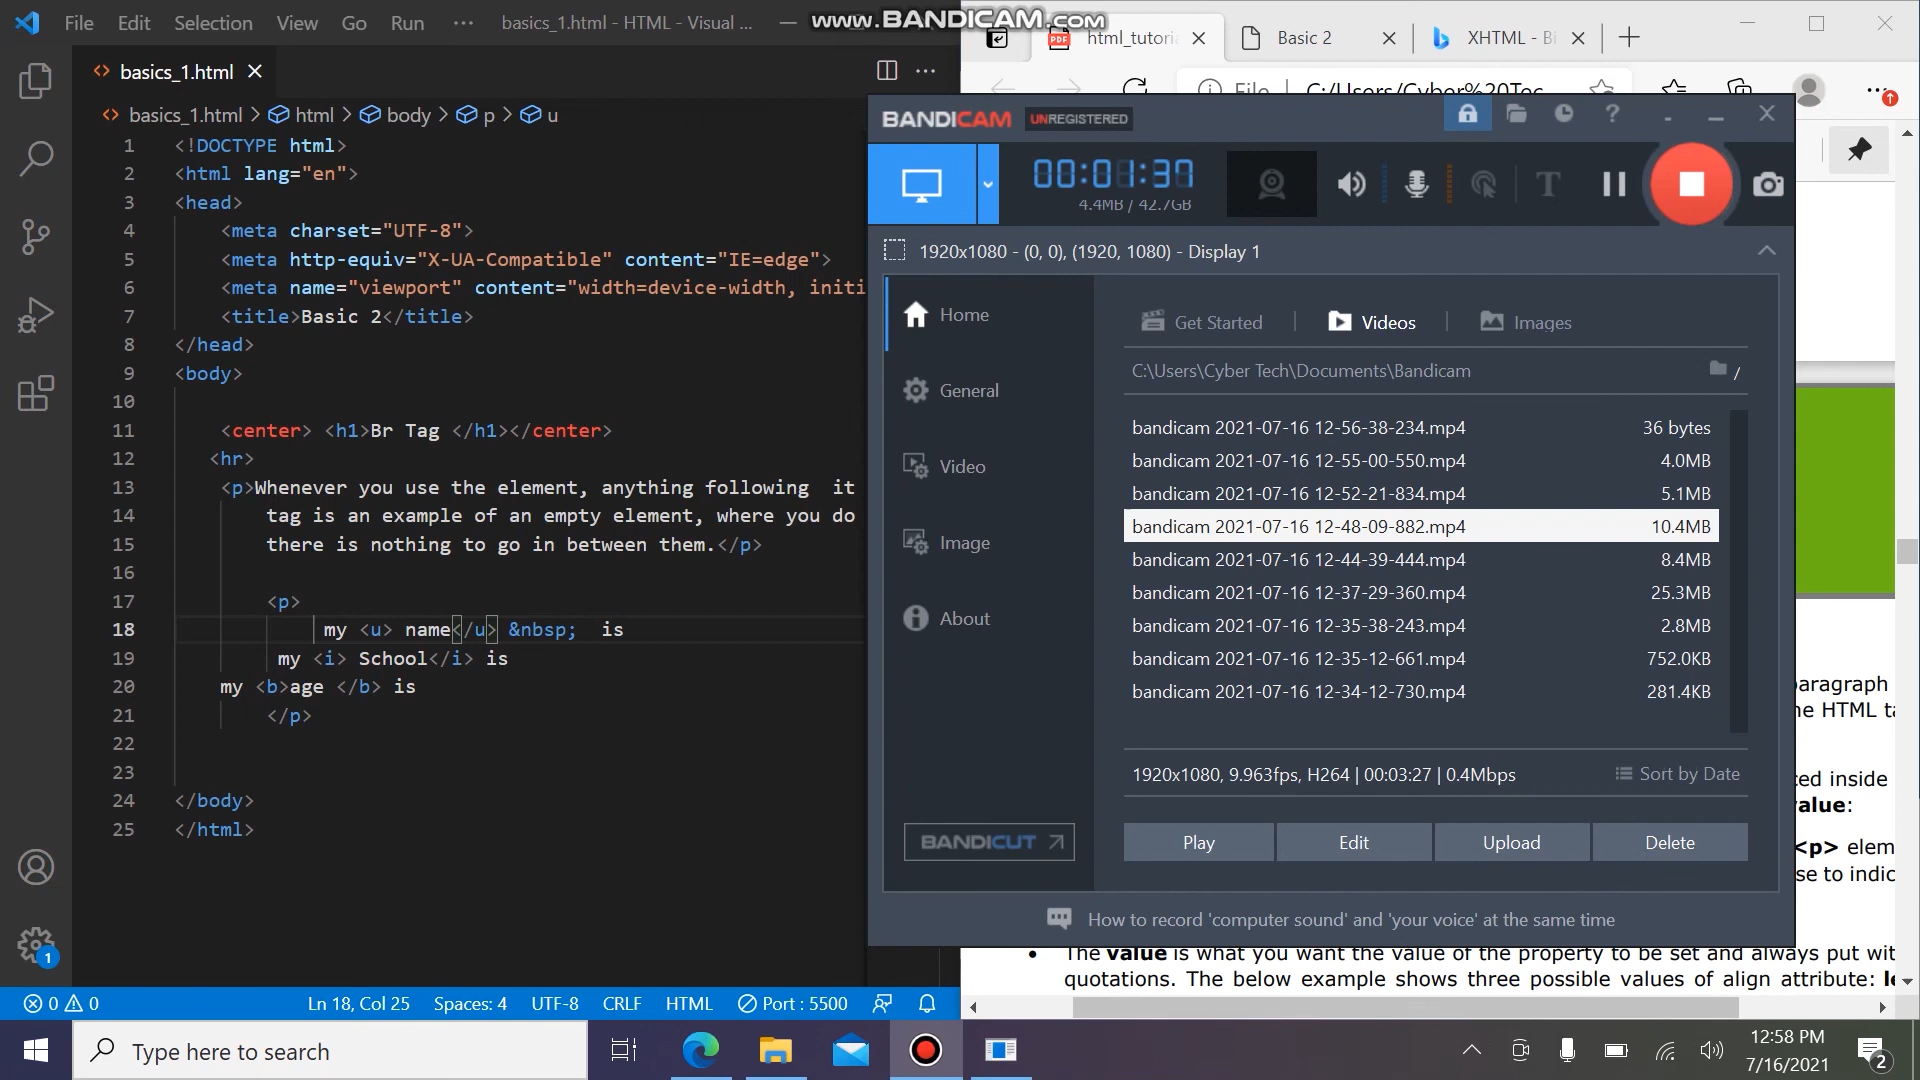 File Edit Selection View Go Run ··· basics_1.html - HTML - Visual ...
www.BANDICAM.com
basics_1.html
basics_1.html > html > body > p > u
1 <!DOCTYPE html>
2 <html lang="en">
3 <head>
4 <meta charset="UTF-8">
5 <meta http-equiv="X-UA-Compatible" content="IE=edge">
6 <meta name="viewport" content="width=device-width, initi
7 <title>Basic 2</title>
8 </head>
9 <body>
10
11 <center> <h1>Br Tag </h1></center>
12 <hr>
13 <p>Whenever you use the element, anything following it
14 tag is an example of an empty element, where you do
15 there is nothing to go in between them.</p>
16
17 <p>
18 my <u> name</u> &nbsp; is
19 my <i> School</i> is
20 my <b>age </b> is
21 </p>
22
23
24 </body>
25 </html>
1
0 0 Ln 18, Col 25 Spaces: 4 UTF-8 CRLF HTML Port : 5500
PDF html_tutori Basic 2 XHTML - Bi
File C:/Users/Cyber%20Tec
BANDICAM UNREGISTERED
00:01:37
4.4MB / 42.7GB
1920x1080 - (0, 0), (1920, 1080) - Display 1
Home
General
Video
Image
About
BANDICUT
Get Started Videos Images
C:\Users\Cyber Tech\Documents\Bandicam /
bandicam 2021-07-16 12-56-38-234.mp4 36 bytes
bandicam 2021-07-16 12-55-00-550.mp4 4.0MB
bandicam 2021-07-16 12-52-21-834.mp4 5.1MB
bandicam 2021-07-16 12-48-09-882.mp4 10.4MB
bandicam 2021-07-16 12-44-39-444.mp4 8.4MB
bandicam 2021-07-16 12-37-29-360.mp4 25.3MB
bandicam 2021-07-16 12-35-38-243.mp4 2.8MB
bandicam 2021-07-16 12-35-12-661.mp4 752.0KB
bandicam 2021-07-16 12-34-12-730.mp4 281.4KB
1920x1080, 9.963fps, H264 | 00:03:27 | 0.4Mbps Sort by Date
Play Edit Upload Delete
How to record 'computer sound' and 'your voice' at the same time
paragraph
HTML
inside
value:
<p>
to
• The value is what you want the value of the property to be set and always put
quotations. The below example shows three possible values of align attribute:
Type here to search
12:58 PM
7/16/2021
2